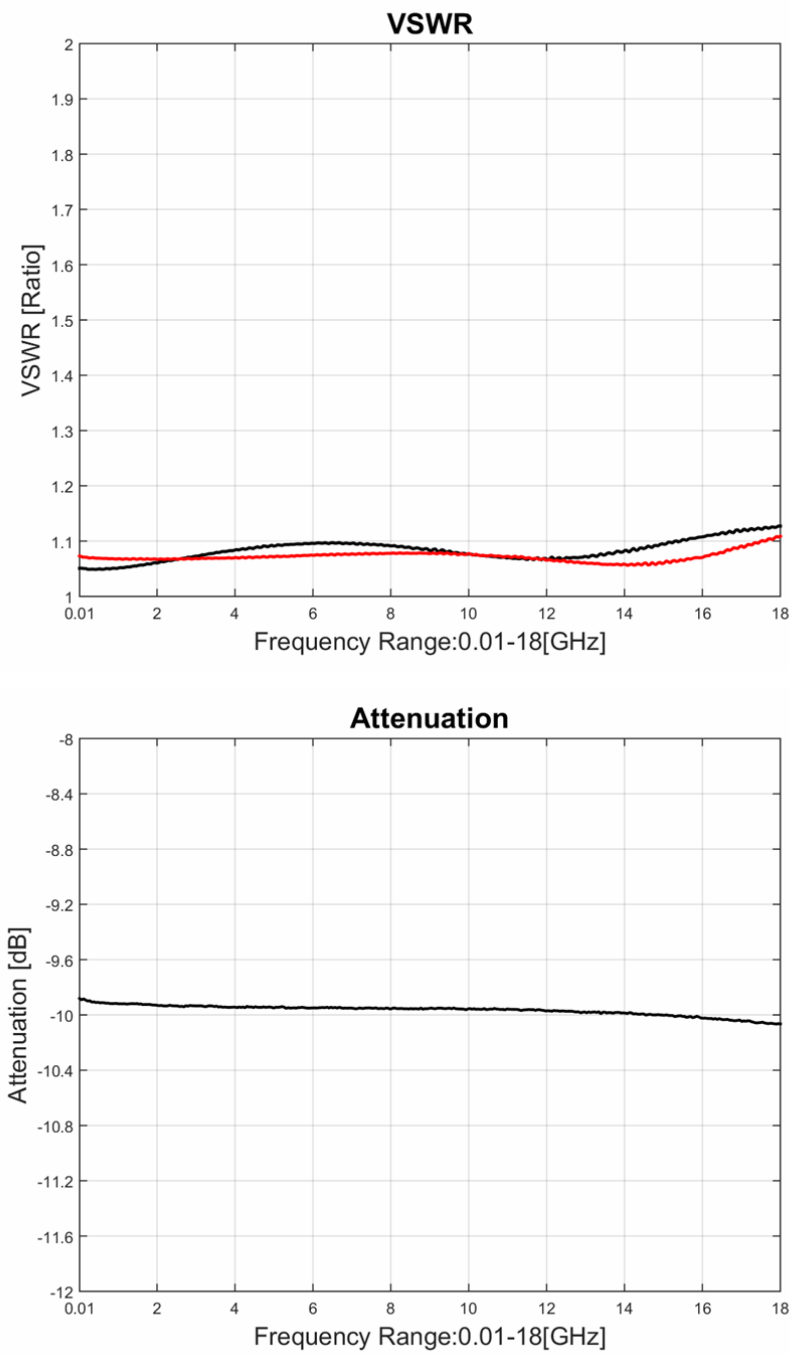 VSWR
2
1.9
1.8
1.7
1.6
1.5
1.4
1.3
1.2
1.1
1
VSWR [Ratio]
0.01 2 4 6 8 10 12 14 16 18
Frequency Range:0.01-18[GHz]
Attenuation
-8
-8.4
-8.8
-9.2
-9.6
-10
-10.4
-10.8
-11.2
-11.6
-12
Attenuation [dB]
0.01 2 4 6 8 10 12 14 16 18
Frequency Range:0.01-18[GHz]